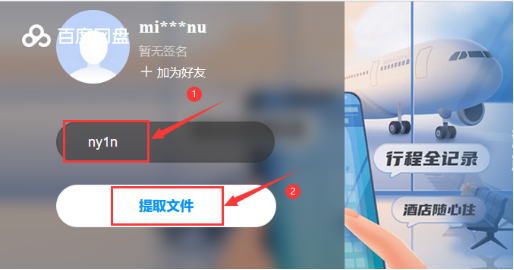 百度网盘
mi***nu
暂无签名
+ 加为好友
1
ny1n
2
提取文件
行程全记录
酒店随心住